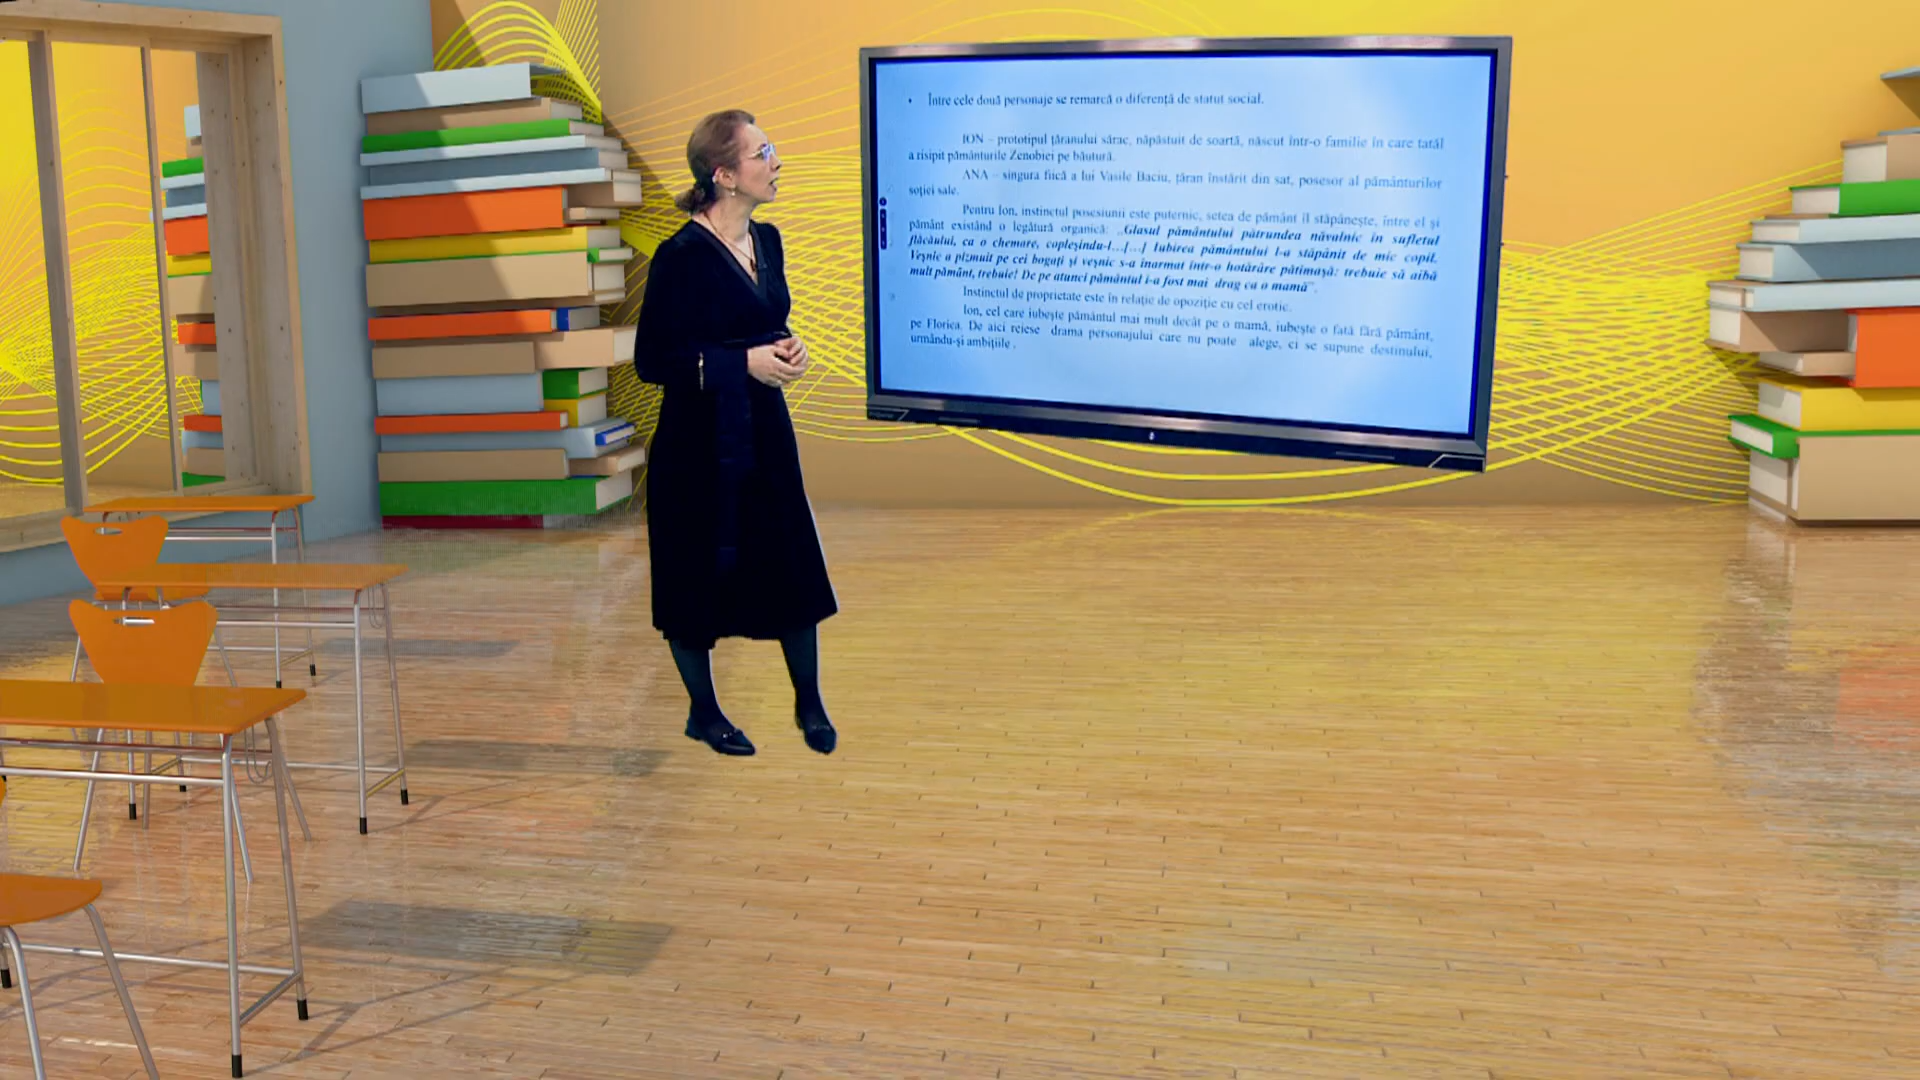 • Între cele două personaje se remarcă o diferență de statut social.
ION – prototipul țăranului sărac, năpăstuit de soartă, născut într-o familie în care tatăl
a risipit pământurile Zenobiei pe băutură.
ANA – singura fiică a lui Vasile Baciu, țăran înstărit din sat, posesor al pământurilor
soției sale.
Pentru Ion, instinctul posesiunii este puternic, setea de pământ îl stăpânește, între el și
pământ existând o legătură organică: „Glasul pământului pătrundea năvalnic în sufletul
flăcăului, ca o chemare, copleșindu-l...[...] Iubirea pământului l-a stăpânit de mic copil.
Veșnic a pizmuit pe cei bogați și veșnic s-a înarmat într-o hotărâre pătimașă: trebuie să aibă
mult pământ, trebuie! De pe atunci pământul i-a fost mai drag ca o mamă".
Instinctul de proprietate este în relație de opoziție cu cel erotic.
Ion, cel care iubește pământul mai mult decât pe o mamă, iubește o fată fără pământ,
pe Florica. De aici reiese drama personajului care nu poate alege, ci se supune destinului,
urmându-și ambițiile .